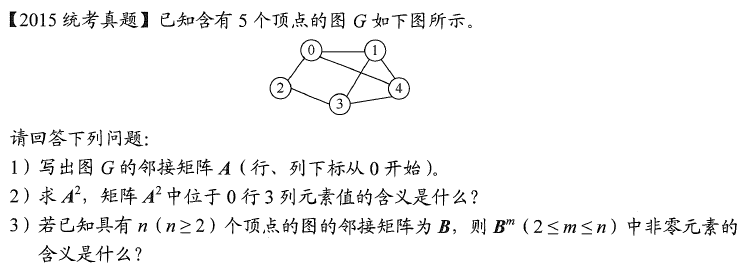 【2015 统考真题】已知含有 5 个顶点的图 G 如下图所示。
0 1
2 4
3
请回答下列问题：
1）写出图 G 的邻接矩阵 A（行、列下标从 0 开始）。
2）求 A²，矩阵 A² 中位于 0 行 3 列元素值的含义是什么？
3）若已知具有 n（n≥2）个顶点的图的邻接矩阵为 B，则 Bᵐ（2≤m≤n）中非零元素的
含义是什么？